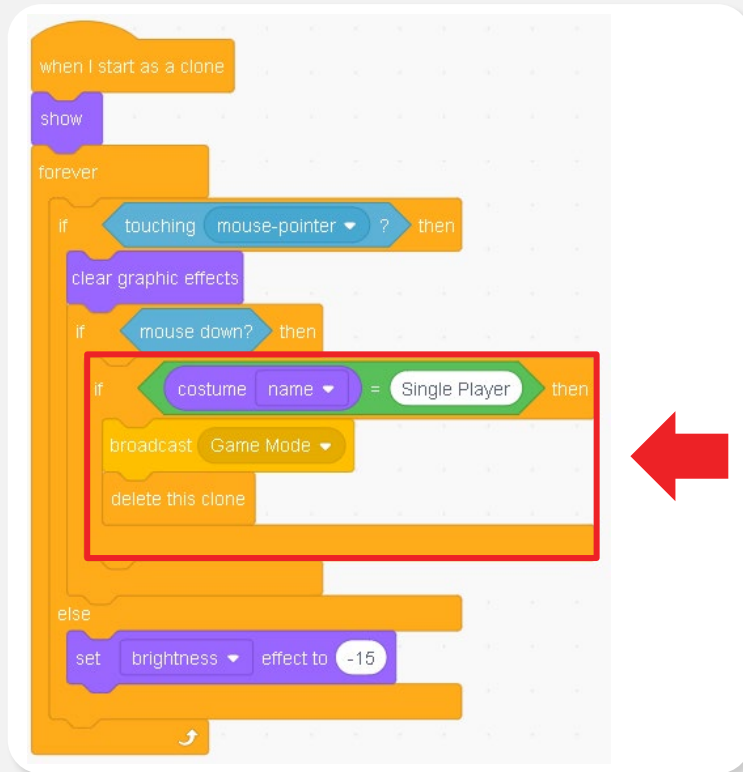 when I start as a clone
show
forever
if touching mouse-pointer ? then
clear graphic effects
if mouse down? then
if costume name = Single Player then
broadcast Game Mode
delete this clone
else
set brightness effect to -15